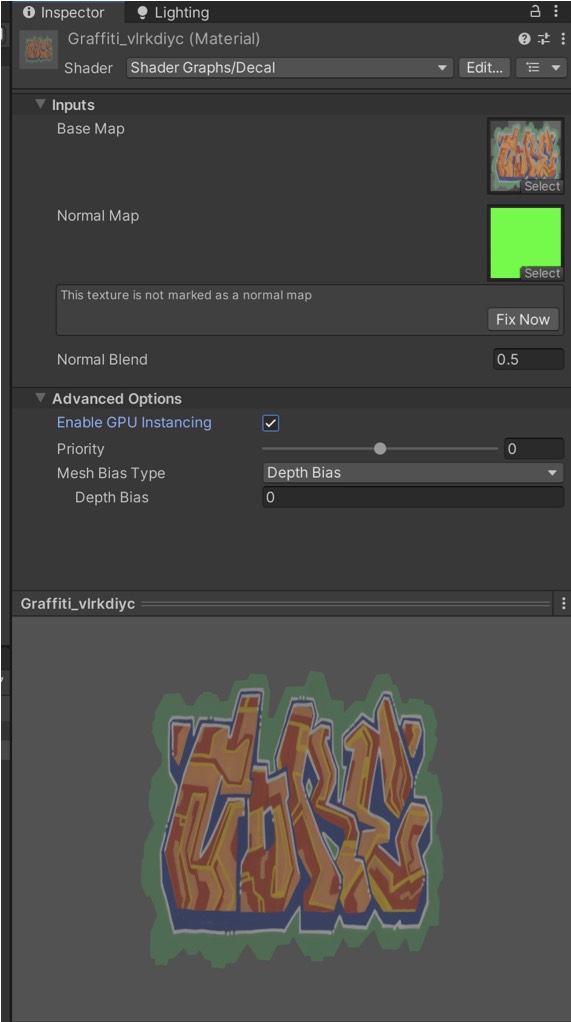 Inspector
Lighting
Graffiti_vlrkdiyc (Material)
Shader
Shader Graphs/Decal
Edit...
Inputs
Base Map
Select
Normal Map
Select
This texture is not marked as a normal map
Fix Now
Normal Blend
0.5
Advanced Options
Enable GPU Instancing
Priority
0
Mesh Bias Type
Depth Bias
Depth Bias
0
Graffiti_vlrkdiyc